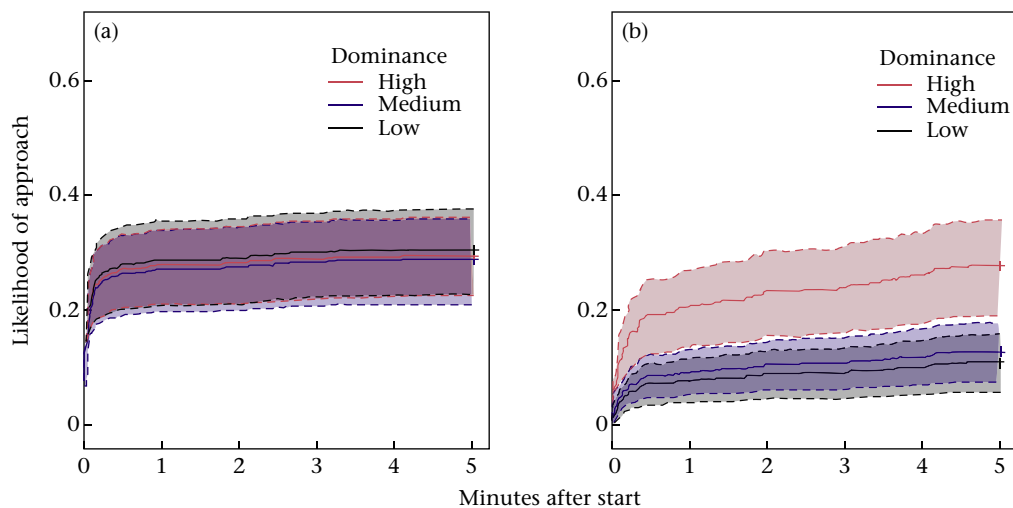 (a)
Dominance
High
Medium
Low
(b)
Dominance
High
Medium
Low
Likelihood of approach
0.6
0.4
0.2
0
0.6
0.4
0.2
0
0 1 2 3 4 5
0 1 2 3 4 5
Minutes after start